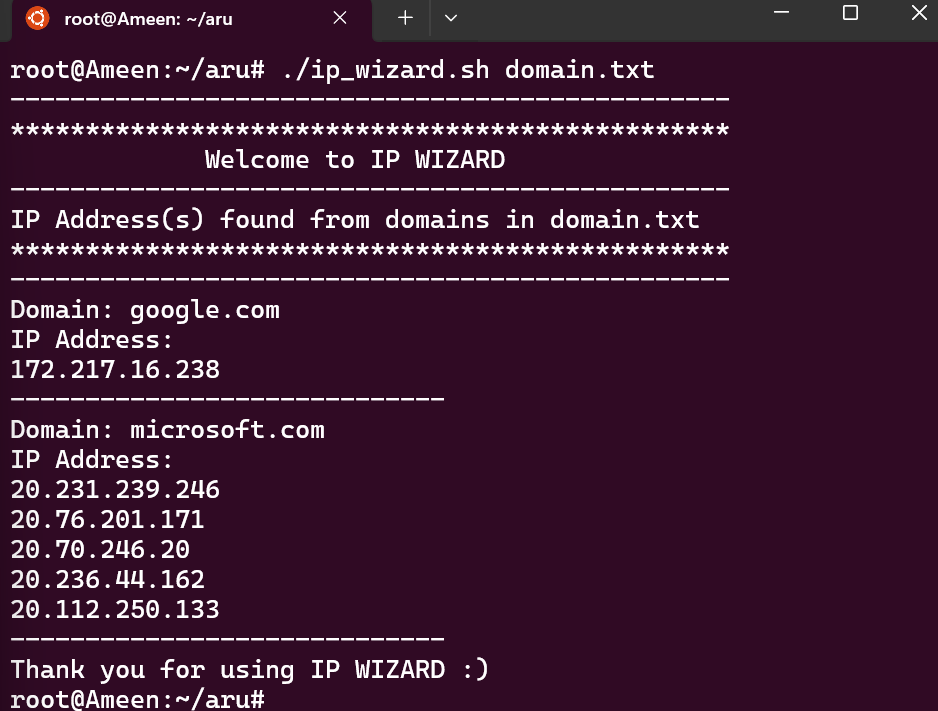 root@Ameen: ~/aru
root@Ameen:~/aru# ./ip_wizard.sh domain.txt
------------------------------------------------
************************************************
             Welcome to IP WIZARD
------------------------------------------------
IP Address(s) found from domains in domain.txt
************************************************
------------------------------------------------
Domain: google.com
IP Address:
172.217.16.238
-----------------------------
Domain: microsoft.com
IP Address:
20.231.239.246
20.76.201.171
20.70.246.20
20.236.44.162
20.112.250.133
-----------------------------
Thank you for using IP WIZARD :)
root@Ameen:~/aru#